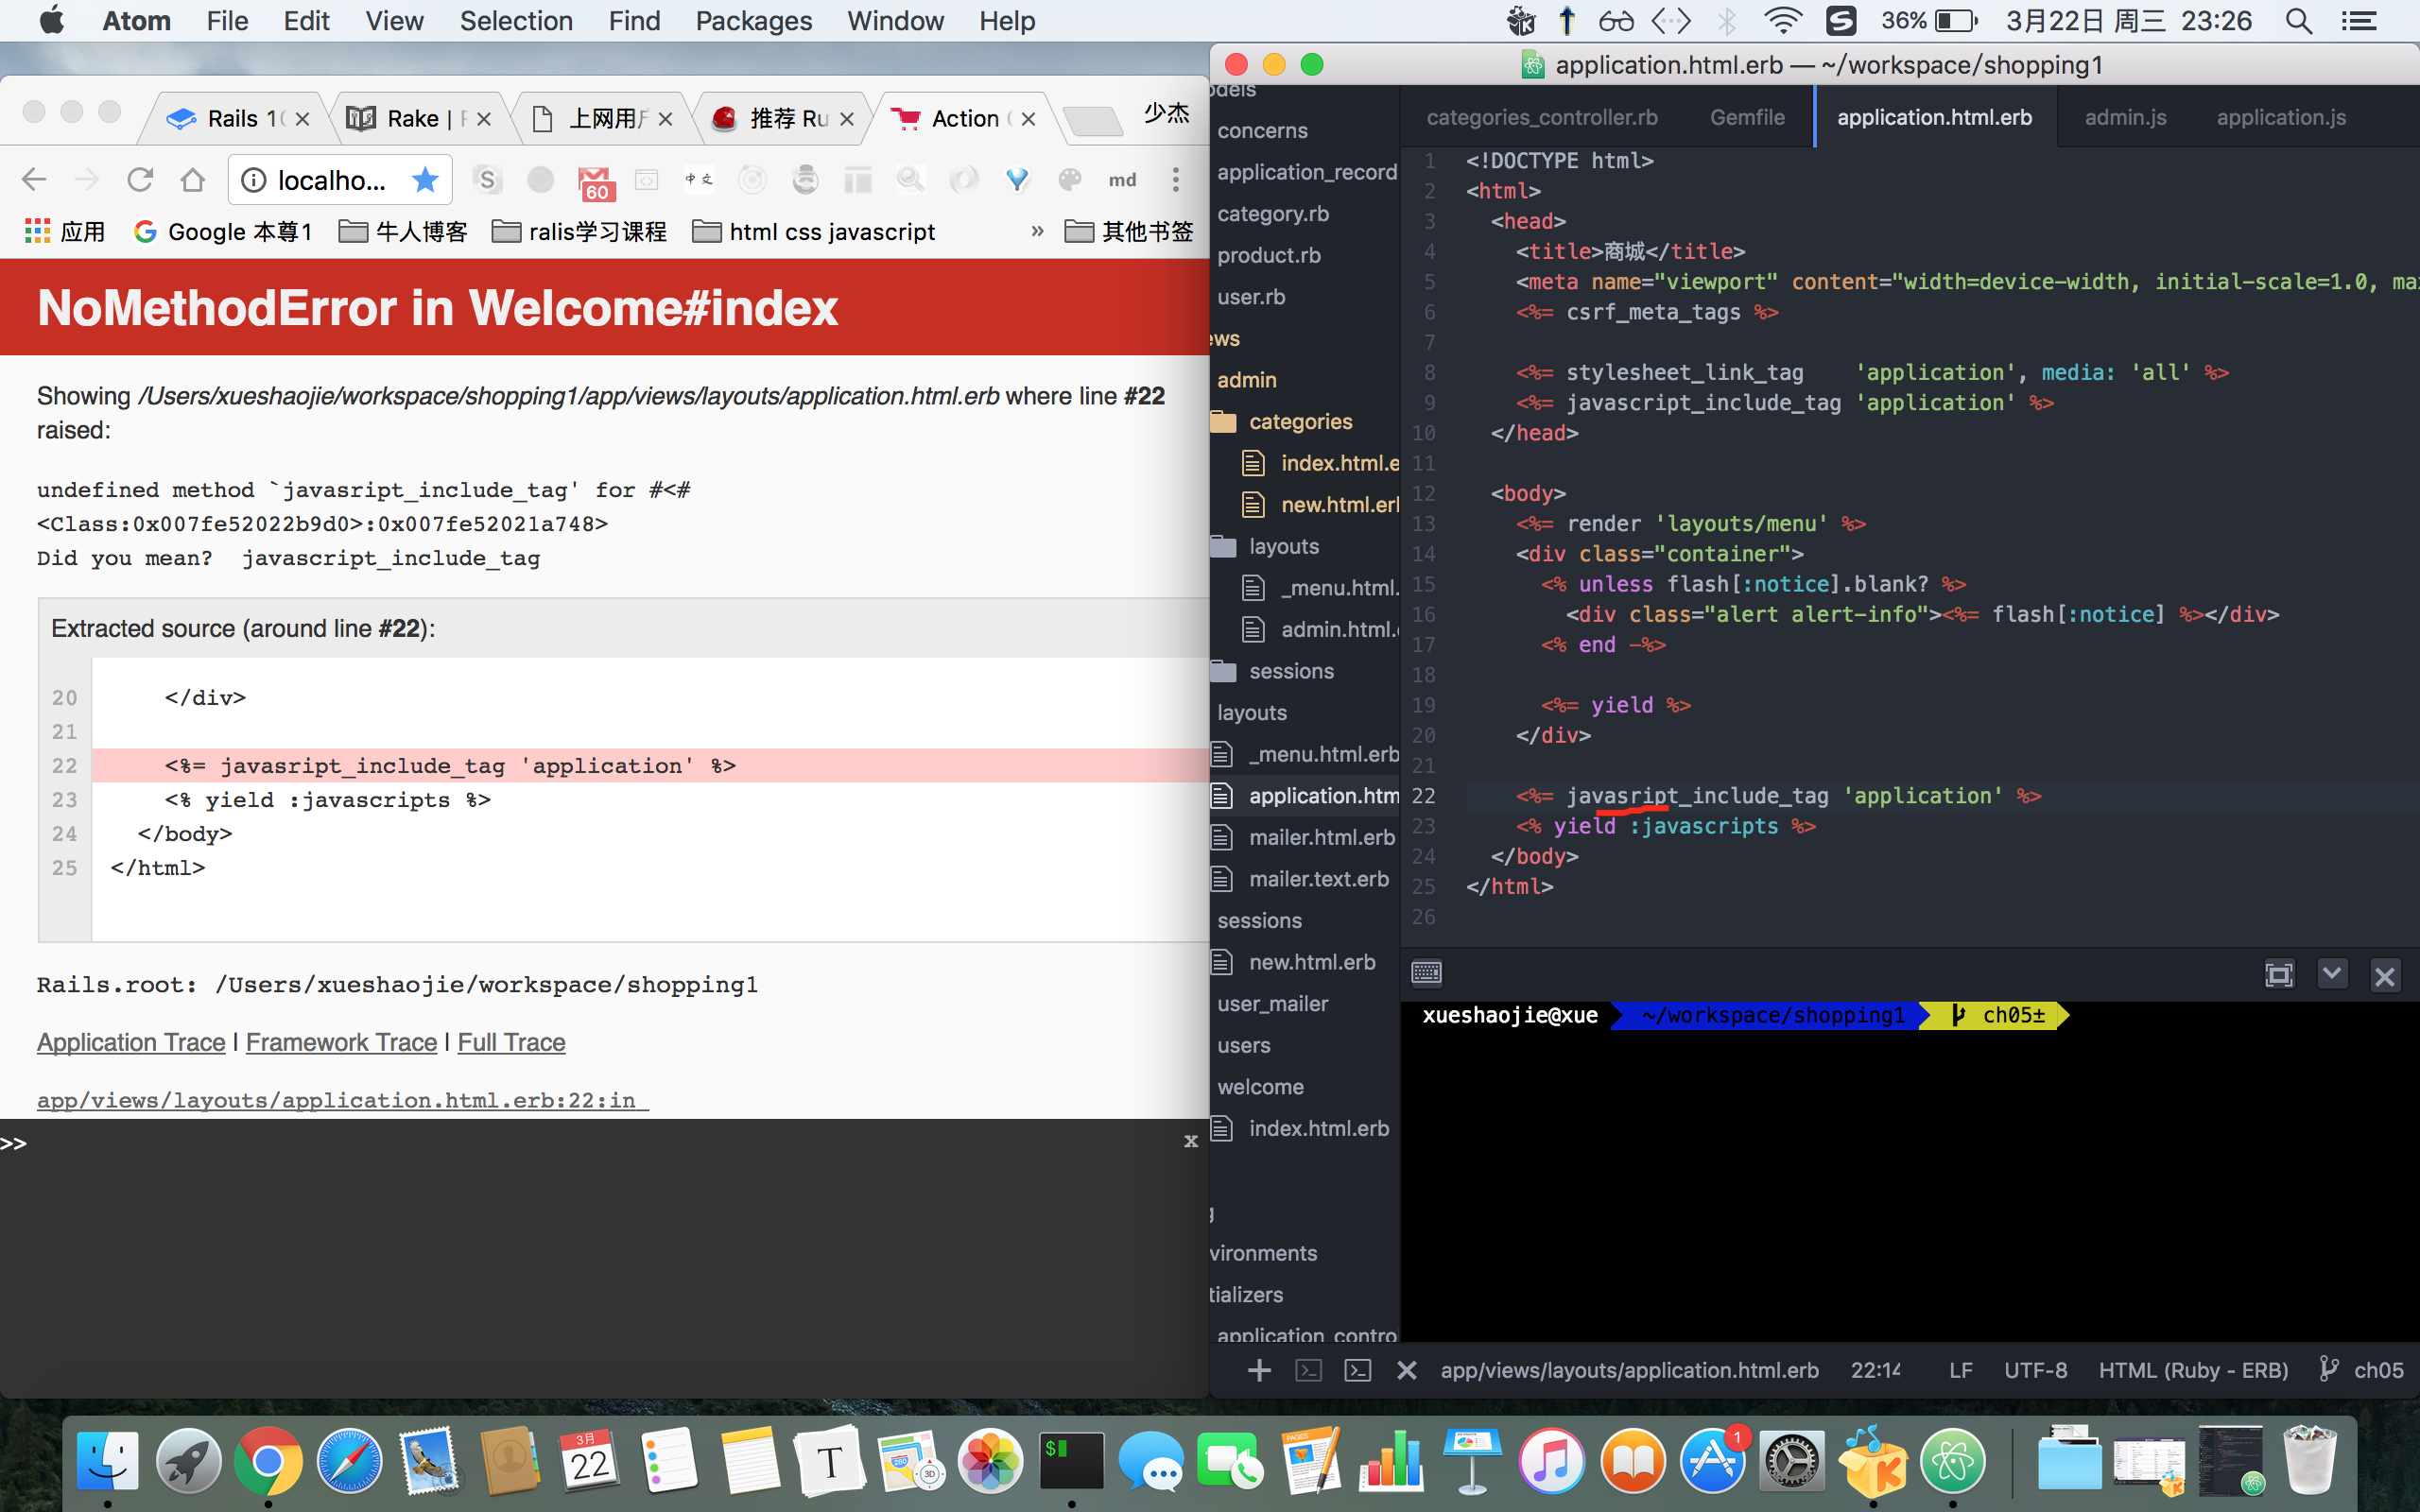 Atom File Edit View Selection Find Packages Window Help
36% 3月22日 周三 23:26
Rails 1
Rake |
上网用
推荐 Ru
Action
少杰
localho...
S
60
中文
md
应用
Google 本尊1
牛人博客
ralis学习课程
html css javascript
»
其他书签
NoMethodError in Welcome#index
Showing /Users/xueshaojie/workspace/shopping1/app/views/layouts/application.html.erb where line #22
raised:
undefined method `javasript_include_tag' for #<#
<Class:0x007fe52022b9d0>:0x007fe52021a748>
Did you mean?  javascript_include_tag
Extracted source (around line #22):
20 </div>
21
22 <%= javasript_include_tag 'application' %>
23 <% yield :javascripts %>
24 </body>
25 </html>
Rails.root: /Users/xueshaojie/workspace/shopping1
Application Trace | Framework Trace | Full Trace
app/views/layouts/application.html.erb:22:in
>>
x
application.html.erb — ~/workspace/shopping1
odels
concerns
application_record
category.rb
product.rb
user.rb
ews
admin
categories
index.html.e
new.html.erl
layouts
_menu.html.
admin.html.
sessions
layouts
_menu.html.erb
application.htm
mailer.html.erb
mailer.text.erb
sessions
new.html.erb
user_mailer
users
welcome
index.html.erb
g
vironments
tializers
application_contro
categories_controller.rb Gemfile application.html.erb admin.js application.js
1 <!DOCTYPE html>
2 <html>
3 <head>
4 <title>商城</title>
5 <meta name="viewport" content="width=device-width, initial-scale=1.0, ma
6 <%= csrf_meta_tags %>
7
8 <%= stylesheet_link_tag    'application', media: 'all' %>
9 <%= javascript_include_tag 'application' %>
10 </head>
11
12 <body>
13 <%= render 'layouts/menu' %>
14 <div class="container">
15 <% unless flash[:notice].blank? %>
16 <div class="alert alert-info"><%= flash[:notice] %></div>
17 <% end -%>
18
19 <%= yield %>
20 </div>
21
22 <%= javasript_include_tag 'application' %>
23 <% yield :javascripts %>
24 </body>
25 </html>
26
xueshaojie@xue ~/workspace/shopping1 ch05±
app/views/layouts/application.html.erb 22:14 LF UTF-8 HTML (Ruby - ERB) ch05
3月
22
T
280
3D
$
PAGES
1
K